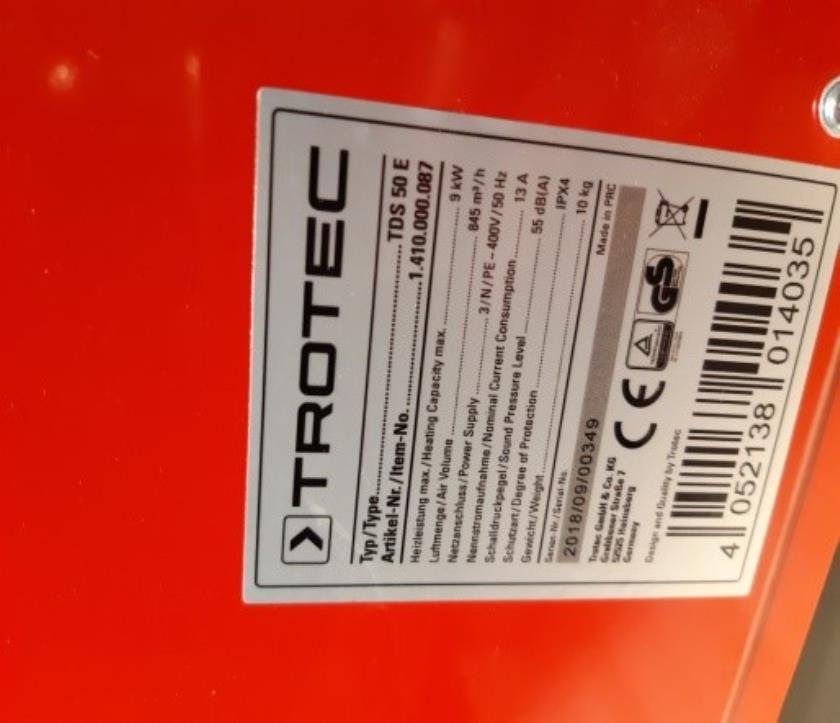 TROTEC
Typ/Type........TDS 50 E
Artikel-Nr./Item-No.........1.410.000.087
Heizleistung max./Heating Capacity max.........9 kW
Luftmenge/Air Volume........845 m³/h
Netzanschluss/Power Supply........3/N/PE ~ 400V/50 Hz
Nennstromaufnahme/Nominal Current Consumption........13 A
Schalldruckpegel/Sound Pressure Level........55 dB(A)
Schutzart/Degree of Protection........IPX4
Gewicht/Weight........10 kg
Serien Nr./Serial No. Made in PRC
2018/09/00349
Trotec GmbH & Co. KG
Grebbener Straße 7
52525 Heinsberg
Germany
CE
GS
Design and Quality by Trotec
4 052138 014035